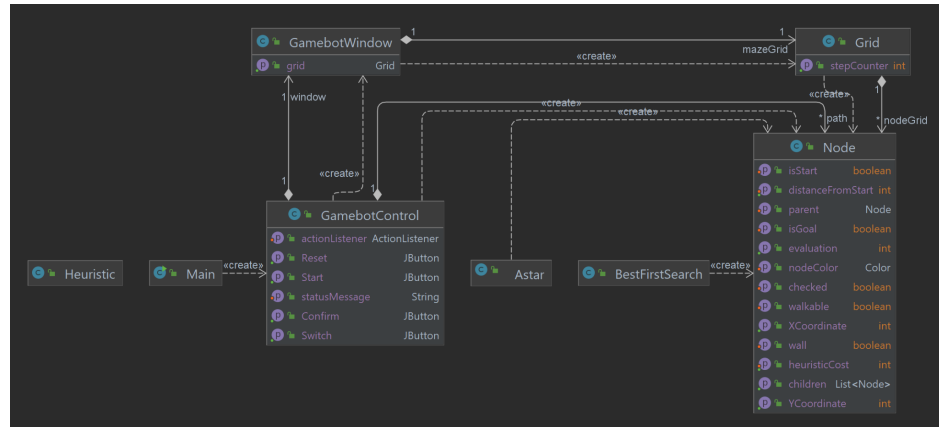 GamebotWindow
grid Grid
1
1
mazeGrid
«create»
Grid
stepCounter int
1
«create»
* nodeGrid
1 window
«create»
* path
«create»
«create»
1
1
GamebotControl
actionListener ActionListener
Reset JButton
Start JButton
statusMessage String
Confirm JButton
Switch JButton
Heuristic
Main
«create»
Astar
BestFirstSearch
«create»
Node
isStart boolean
distanceFromStart int
parent Node
isGoal boolean
evaluation int
nodeColor Color
checked boolean
walkable boolean
XCoordinate int
wall boolean
heuristicCost int
children List<Node>
YCoordinate int